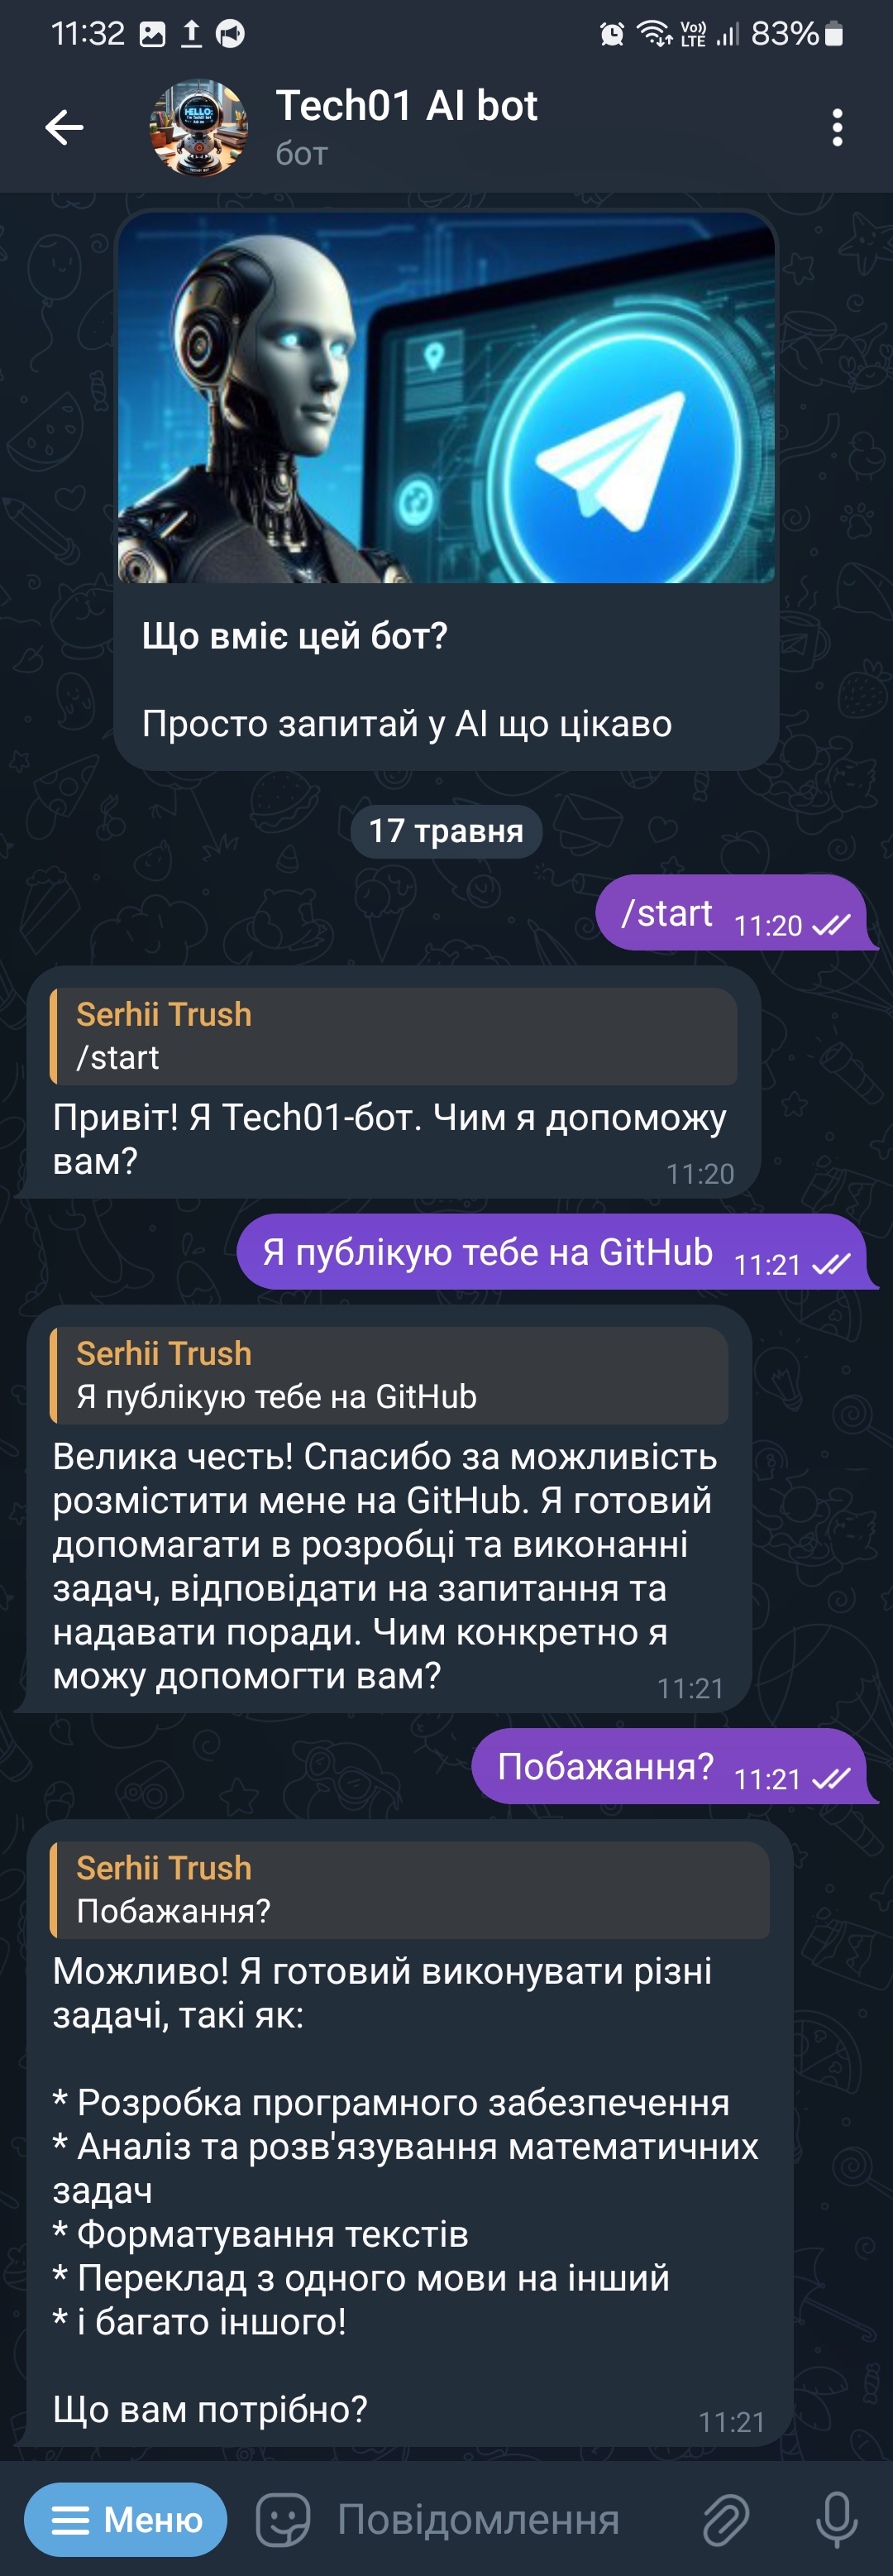 11:32
Vo))
LTE
83%
Tech01 AI bot
бот
HELLO:
Що вміє цей бот?
Просто запитай у AI що цікаво
17 травня
/start 11:20
Serhii Trush
/start
Привіт! Я Tech01-бот. Чим я допоможу
вам?
11:20
Я публікую тебе на GitHub 11:21
Serhii Trush
Я публікую тебе на GitHub
Велика честь! Спасибо за можливість
розмістити мене на GitHub. Я готовий
допомагати в розробці та виконанні
задач, відповідати на запитання та
надавати поради. Чим конкретно я
можу допомогти вам?
11:21
Побажання? 11:21
Serhii Trush
Побажання?
Можливо! Я готовий виконувати різні
задачі, такі як:
* Розробка програмного забезпечення
* Аналіз та розв'язування математичних
задач
* Форматування текстів
* Переклад з одного мови на інший
* і багато іншого!
Що вам потрібно?
11:21
Меню
Повідомлення